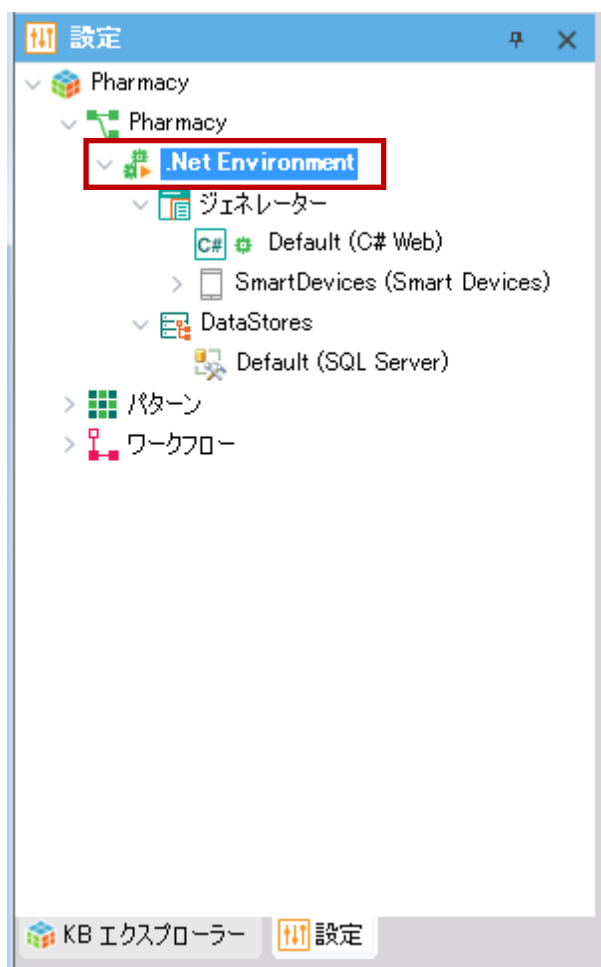 設定
Pharmacy
Pharmacy
.Net Environment
ジェネレーター
C# Default (C# Web)
SmartDevices (Smart Devices)
DataStores
Default (SQL Server)
パターン
ワークフロー
KB エクスプローラー 設定